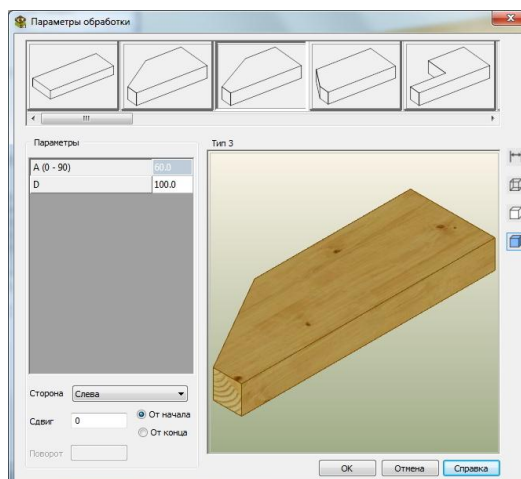 Параметры обработки
Параметры
Тип 3
A (0 - 90) 60.0
D 100.0
Сторона Слева
Сдвиг 0 От начала
От конца
Поворот
OK Отмена Справка